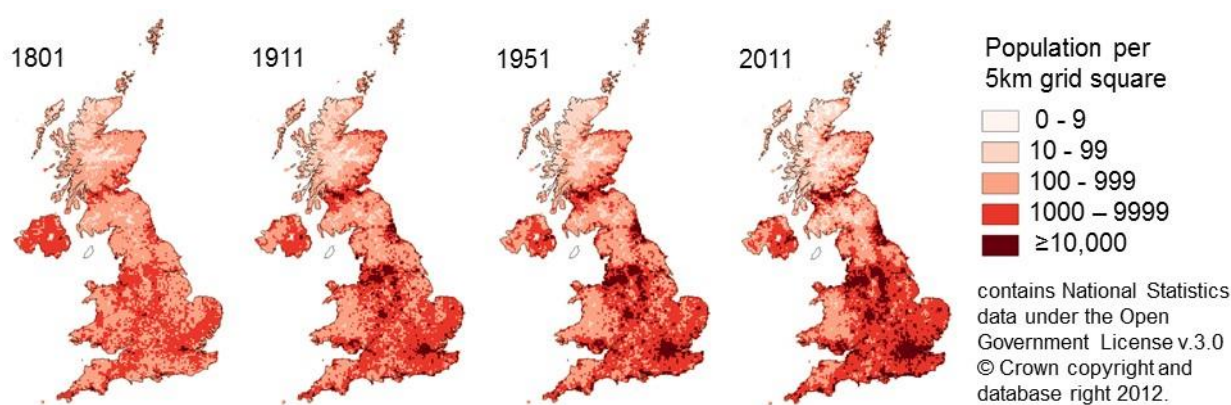 1801
1911
1951
2011
Population per
5km grid square
0 - 9
10 - 99
100 - 999
1000 – 9999
≥10,000
contains National Statistics
data under the Open
Government License v.3.0
© Crown copyright and
database right 2012.